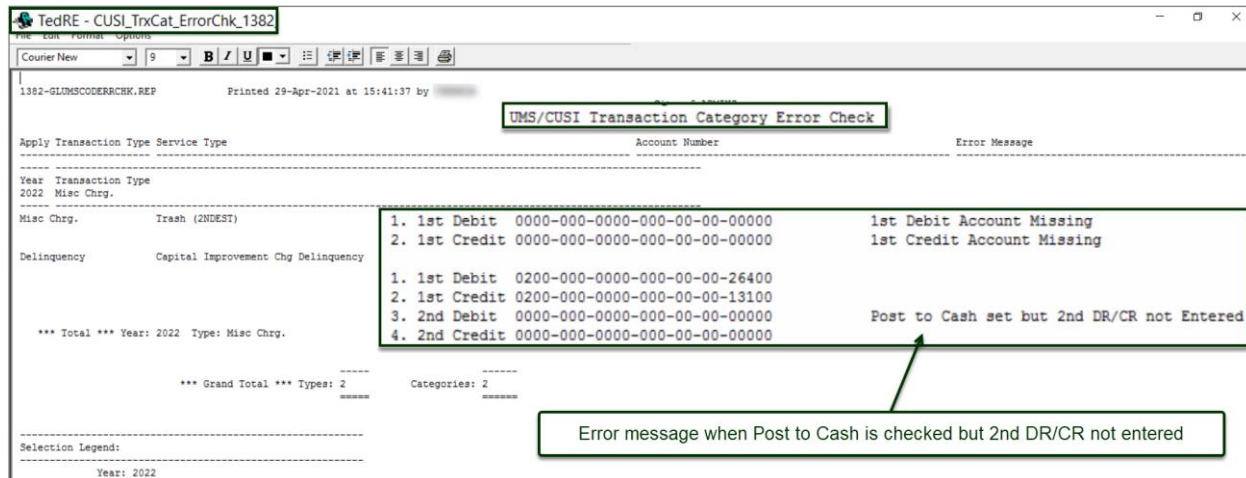 TedRE - CUSI_TrxCat_ErrorChk_1382
File Edit Format Options
Courier New 9 B I U
1382-GLUMSCODERRCHK.REP Printed 29-Apr-2021 at 15:41:37 by
UMS/CUSI Transaction Category Error Check
Apply Transaction Type Service Type Account Number Error Message
Year Transaction Type
2022 Misc Chrg.
Misc Chrg. Trash (2NDEST) 1. 1st Debit 0000-000-0000-000-00-00-00000 1st Debit Account Missing
2. 1st Credit 0000-000-0000-000-00-00-00000 1st Credit Account Missing
Delinquency Capital Improvement Chg Delinquency
1. 1st Debit 0200-000-0000-000-00-00-26400
2. 1st Credit 0200-000-0000-000-00-00-13100
3. 2nd Debit 0000-000-0000-000-00-00-00000 Post to Cash set but 2nd DR/CR not Entered
*** Total *** Year: 2022 Type: Misc Chrg. 4. 2nd Credit 0000-000-0000-000-00-00-00000
*** Grand Total *** Types: 2 Categories: 2
Error message when Post to Cash is checked but 2nd DR/CR not entered
Selection Legend:
Year: 2022